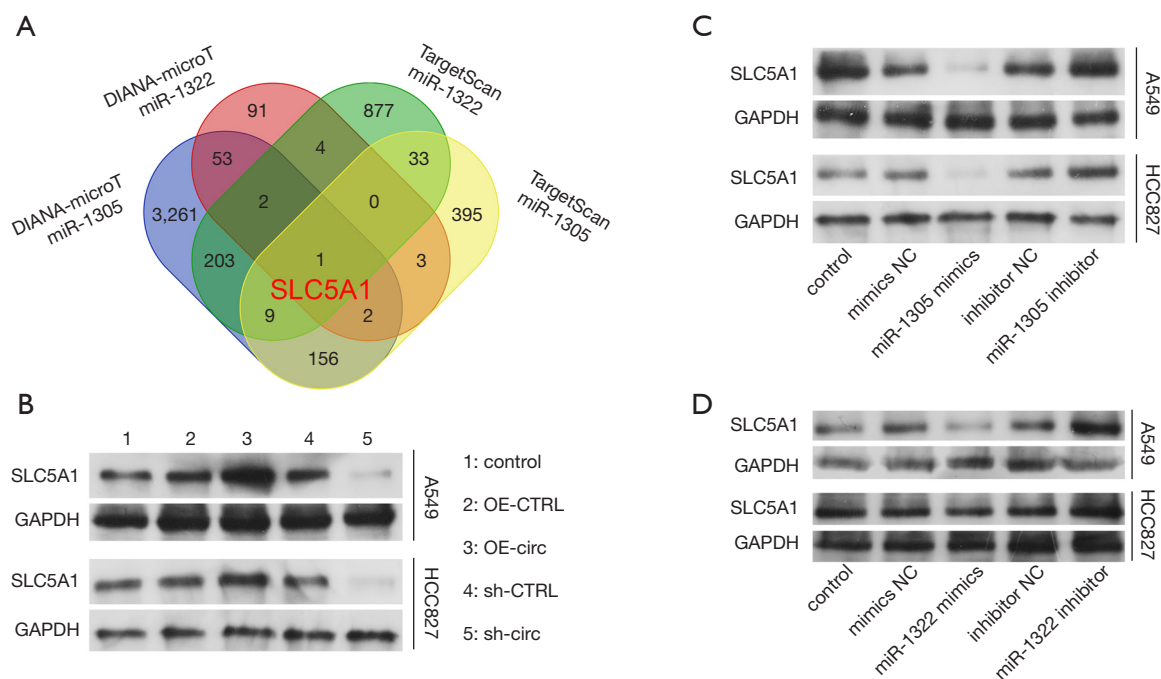 A
DIANA-microT
miR-1322
TargetScan
miR-1322
DIANA-microT
miR-1305
TargetScan
miR-1305
91
877
53
4
33
3,261
2
0
395
203
1
3
SLC5A1
9
2
156
B
1 2 3 4 5
SLC5A1
GAPDH
A549
SLC5A1
GAPDH
HCC827
1: control
2: OE-CTRL
3: OE-circ
4: sh-CTRL
5: sh-circ
C
SLC5A1
GAPDH
A549
SLC5A1
GAPDH
HCC827
control
mimics NC
miR-1305 mimics
inhibitor NC
miR-1305 inhibitor
D
SLC5A1
GAPDH
A549
SLC5A1
GAPDH
HCC827
control
mimics NC
miR-1322 mimics
inhibitor NC
miR-1322 inhibitor